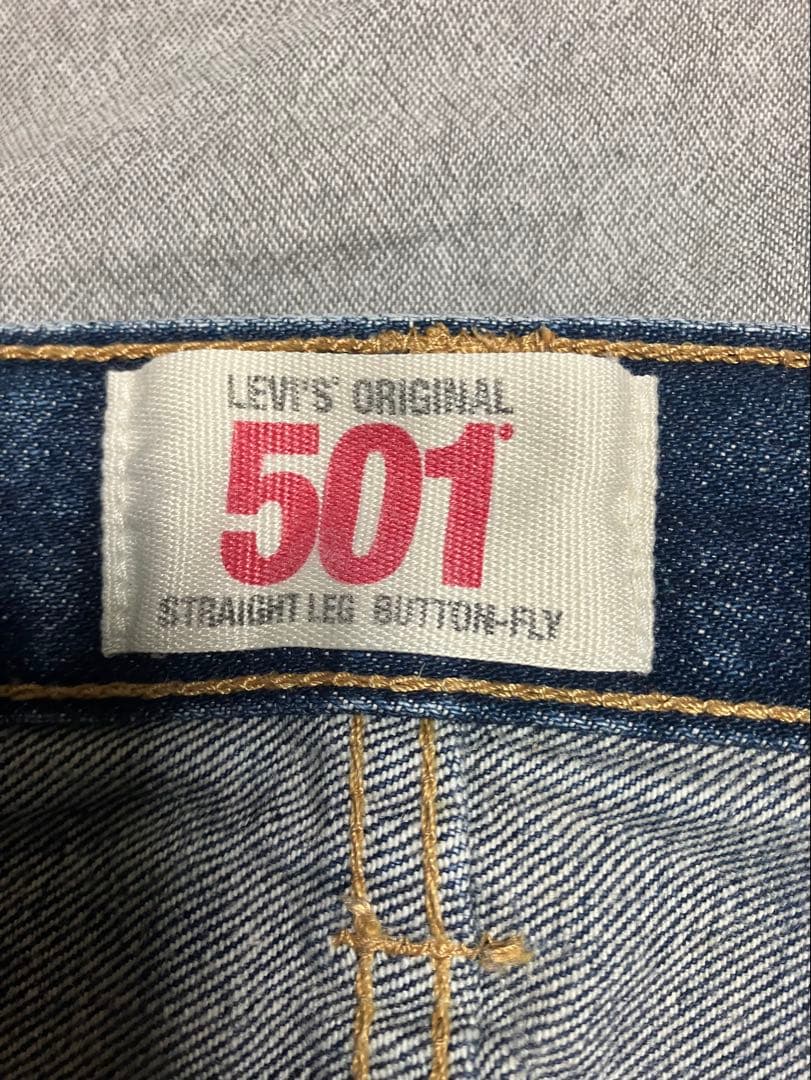 LEVI'S® ORIGINAL
501®
STRAIGHT LEG BUTTON-FLY